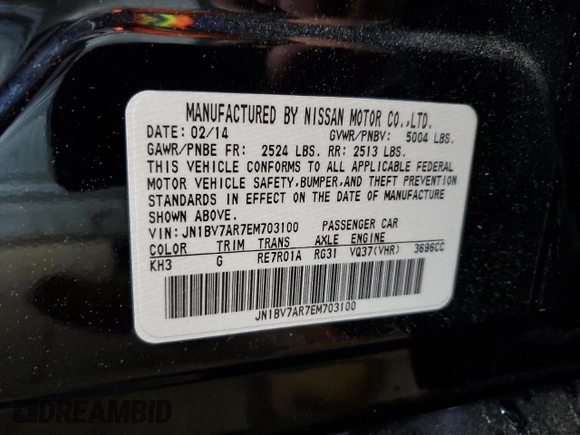 MANUFACTURED BY NISSAN MOTOR CO.,LTD.
DATE: 02/14 GVWR/PNBV: 5004 LBS.
GAWR/PNBE FR: 2524 LBS. RR: 2513 LBS.
THIS VEHICLE CONFORMS TO ALL APPLICABLE FEDERAL
MOTOR VEHICLE SAFETY,BUMPER,AND THEFT PREVENTION
STANDARDS IN EFFECT ON THE DATE OF MANUFACTURE
SHOWN ABOVE.
VIN: JN1BV7AR7EM703100 PASSENGER CAR
COLOR TRIM TRANS AXLE ENGINE
KH3 G RE7R01A RG31 VQ37(VHR) 3696CC
JN1BV7AR7EM703100
DREAMBID